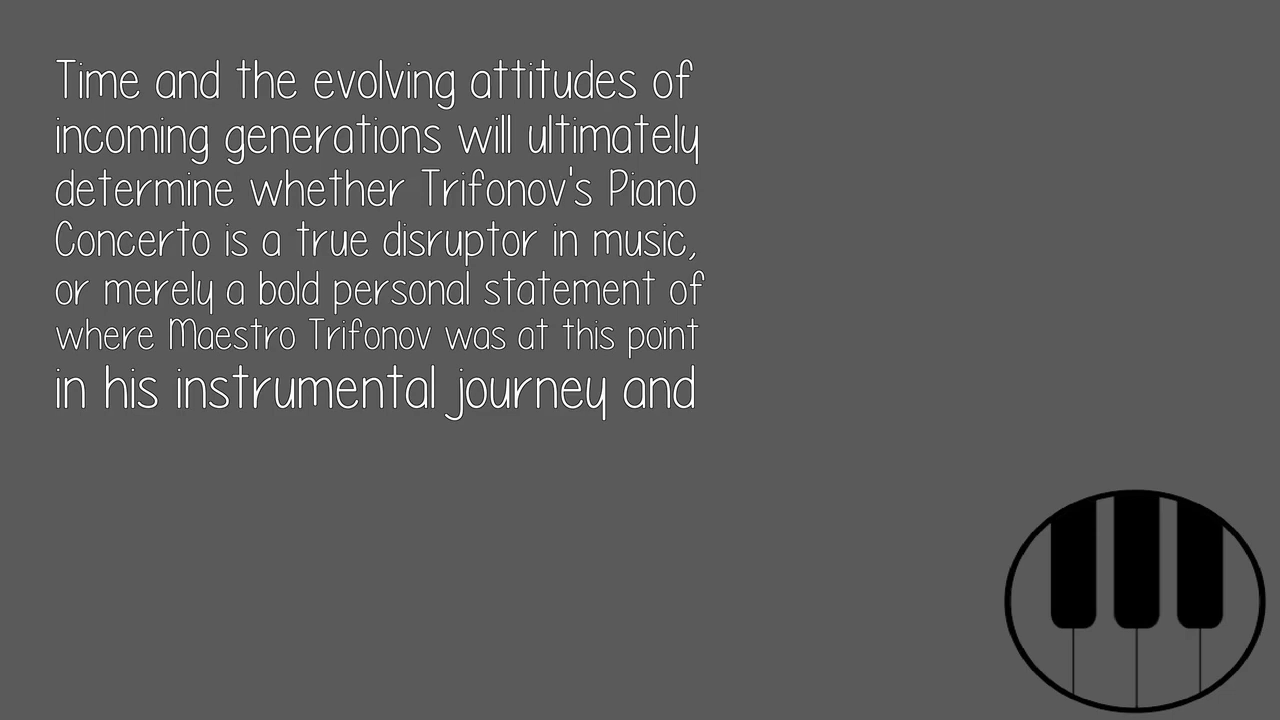 Time and the evolving attitudes of
incoming generations will ultimately
determine whether Trifonov's Piano
Concerto is a true disruptor in music,
or merely a bold personal statement of
where Maestro Trifonov was at this point
in his instrumental journey and